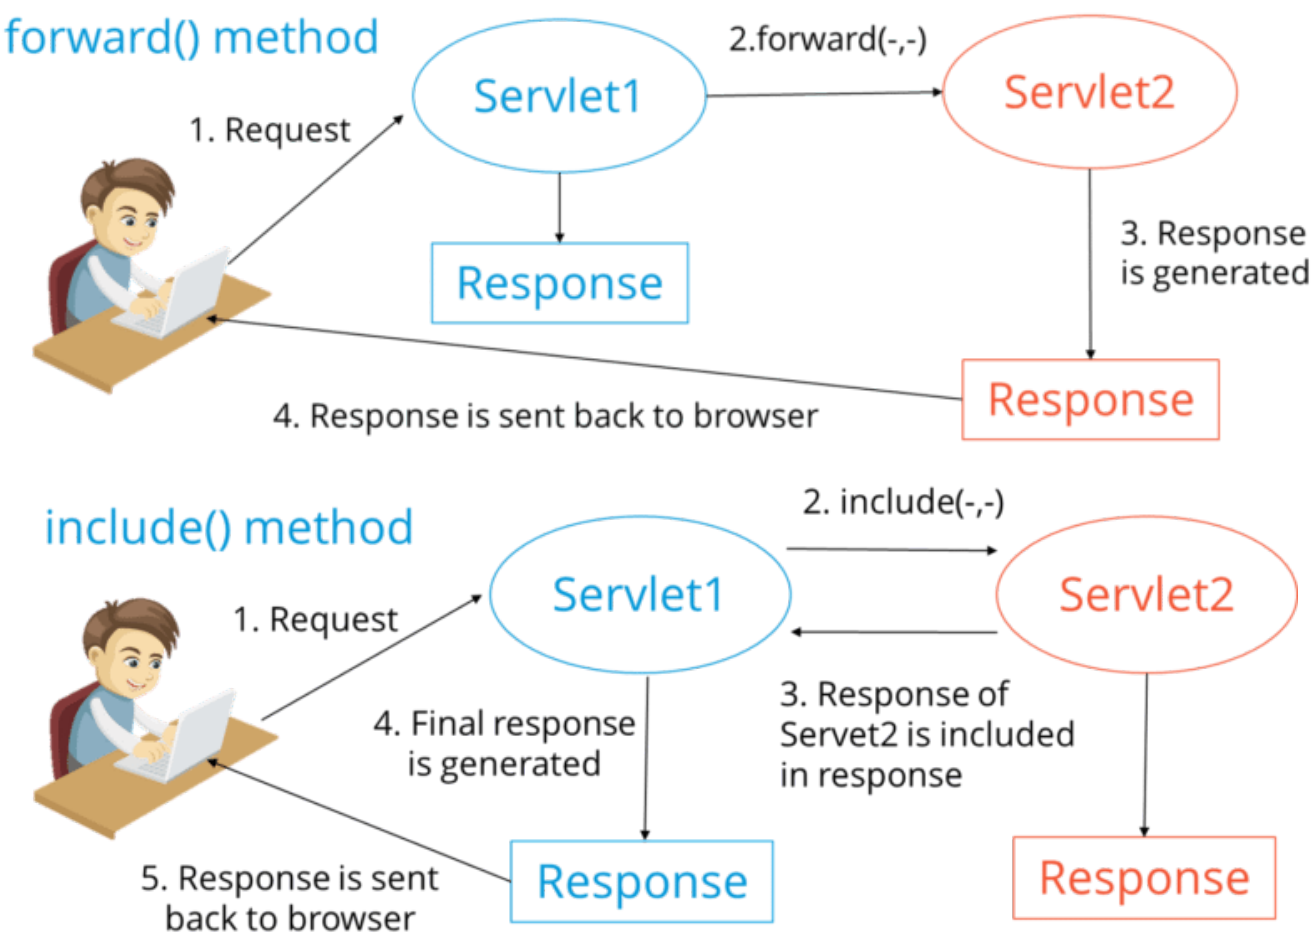 forward() method
2.forward(-,-)
Servlet1
Servlet2
1. Request
Response
3. Response
is generated
Response
4. Response is sent back to browser
include() method
2. include(-,-)
Servlet1
Servlet2
1. Request
4. Final response
is generated
3. Response of
Servet2 is included
in response
Response
Response
5. Response is sent
back to browser